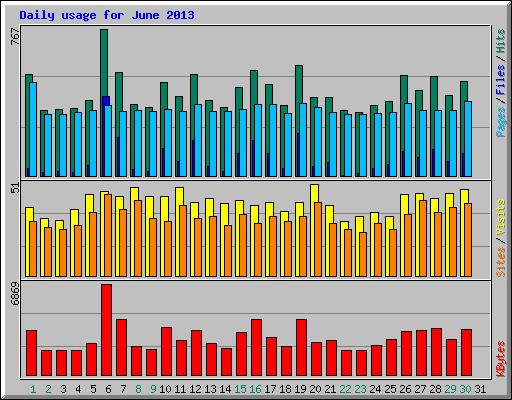 Daily usage for June 2013
767
Pages / Files / Hits
51
Sites / Visits
6869
KBytes
1 2 3 4 5 6 7 8 9 10 11 12 13 14 15 16 17 18 19 20 21 22 23 24 25 26 27 28 29 30 31